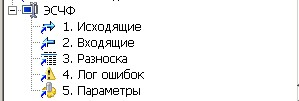 ЭСЧФ
1. Исходящие
2. Входящие
3. Разноска
4. Лог ошибок
5. Параметры